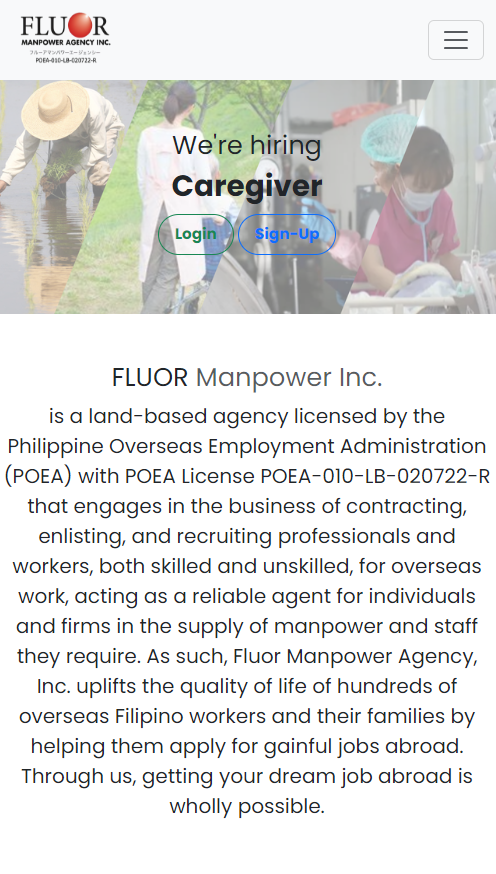 FLUOR
MANPOWER AGENCY INC.
フルーアマンパワーエージェンシー
POEA-010-LB-020722-R
We're hiring
Caregiver
Login
Sign-Up
FLUOR Manpower Inc.
is a land-based agency licensed by the
Philippine Overseas Employment Administration
(POEA) with POEA License POEA-010-LB-020722-R
that engages in the business of contracting,
enlisting, and recruiting professionals and
workers, both skilled and unskilled, for overseas
work, acting as a reliable agent for individuals
and firms in the supply of manpower and staff
they require. As such, Fluor Manpower Agency,
Inc. uplifts the quality of life of hundreds of
overseas Filipino workers and their families by
helping them apply for gainful jobs abroad.
Through us, getting your dream job abroad is
wholly possible.